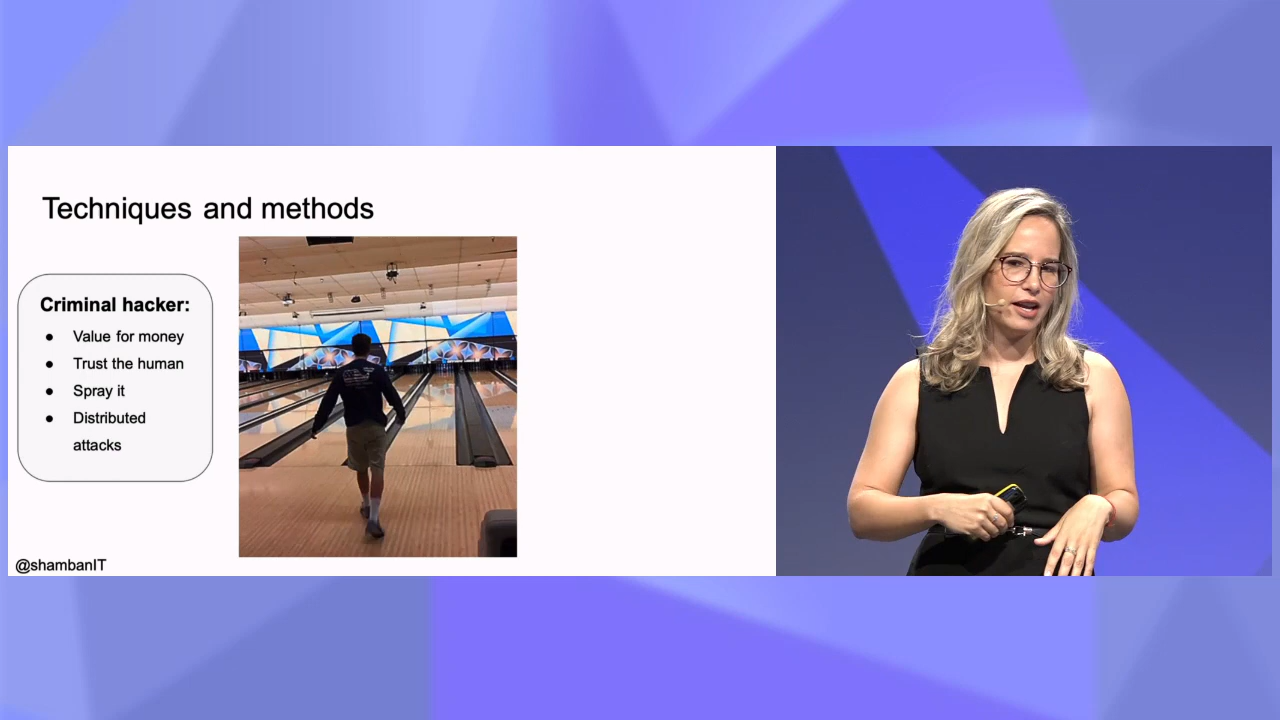 Techniques and methods
Criminal hacker:
● Value for money
● Trust the human
● Spray it
● Distributed
attacks
@shambanIT